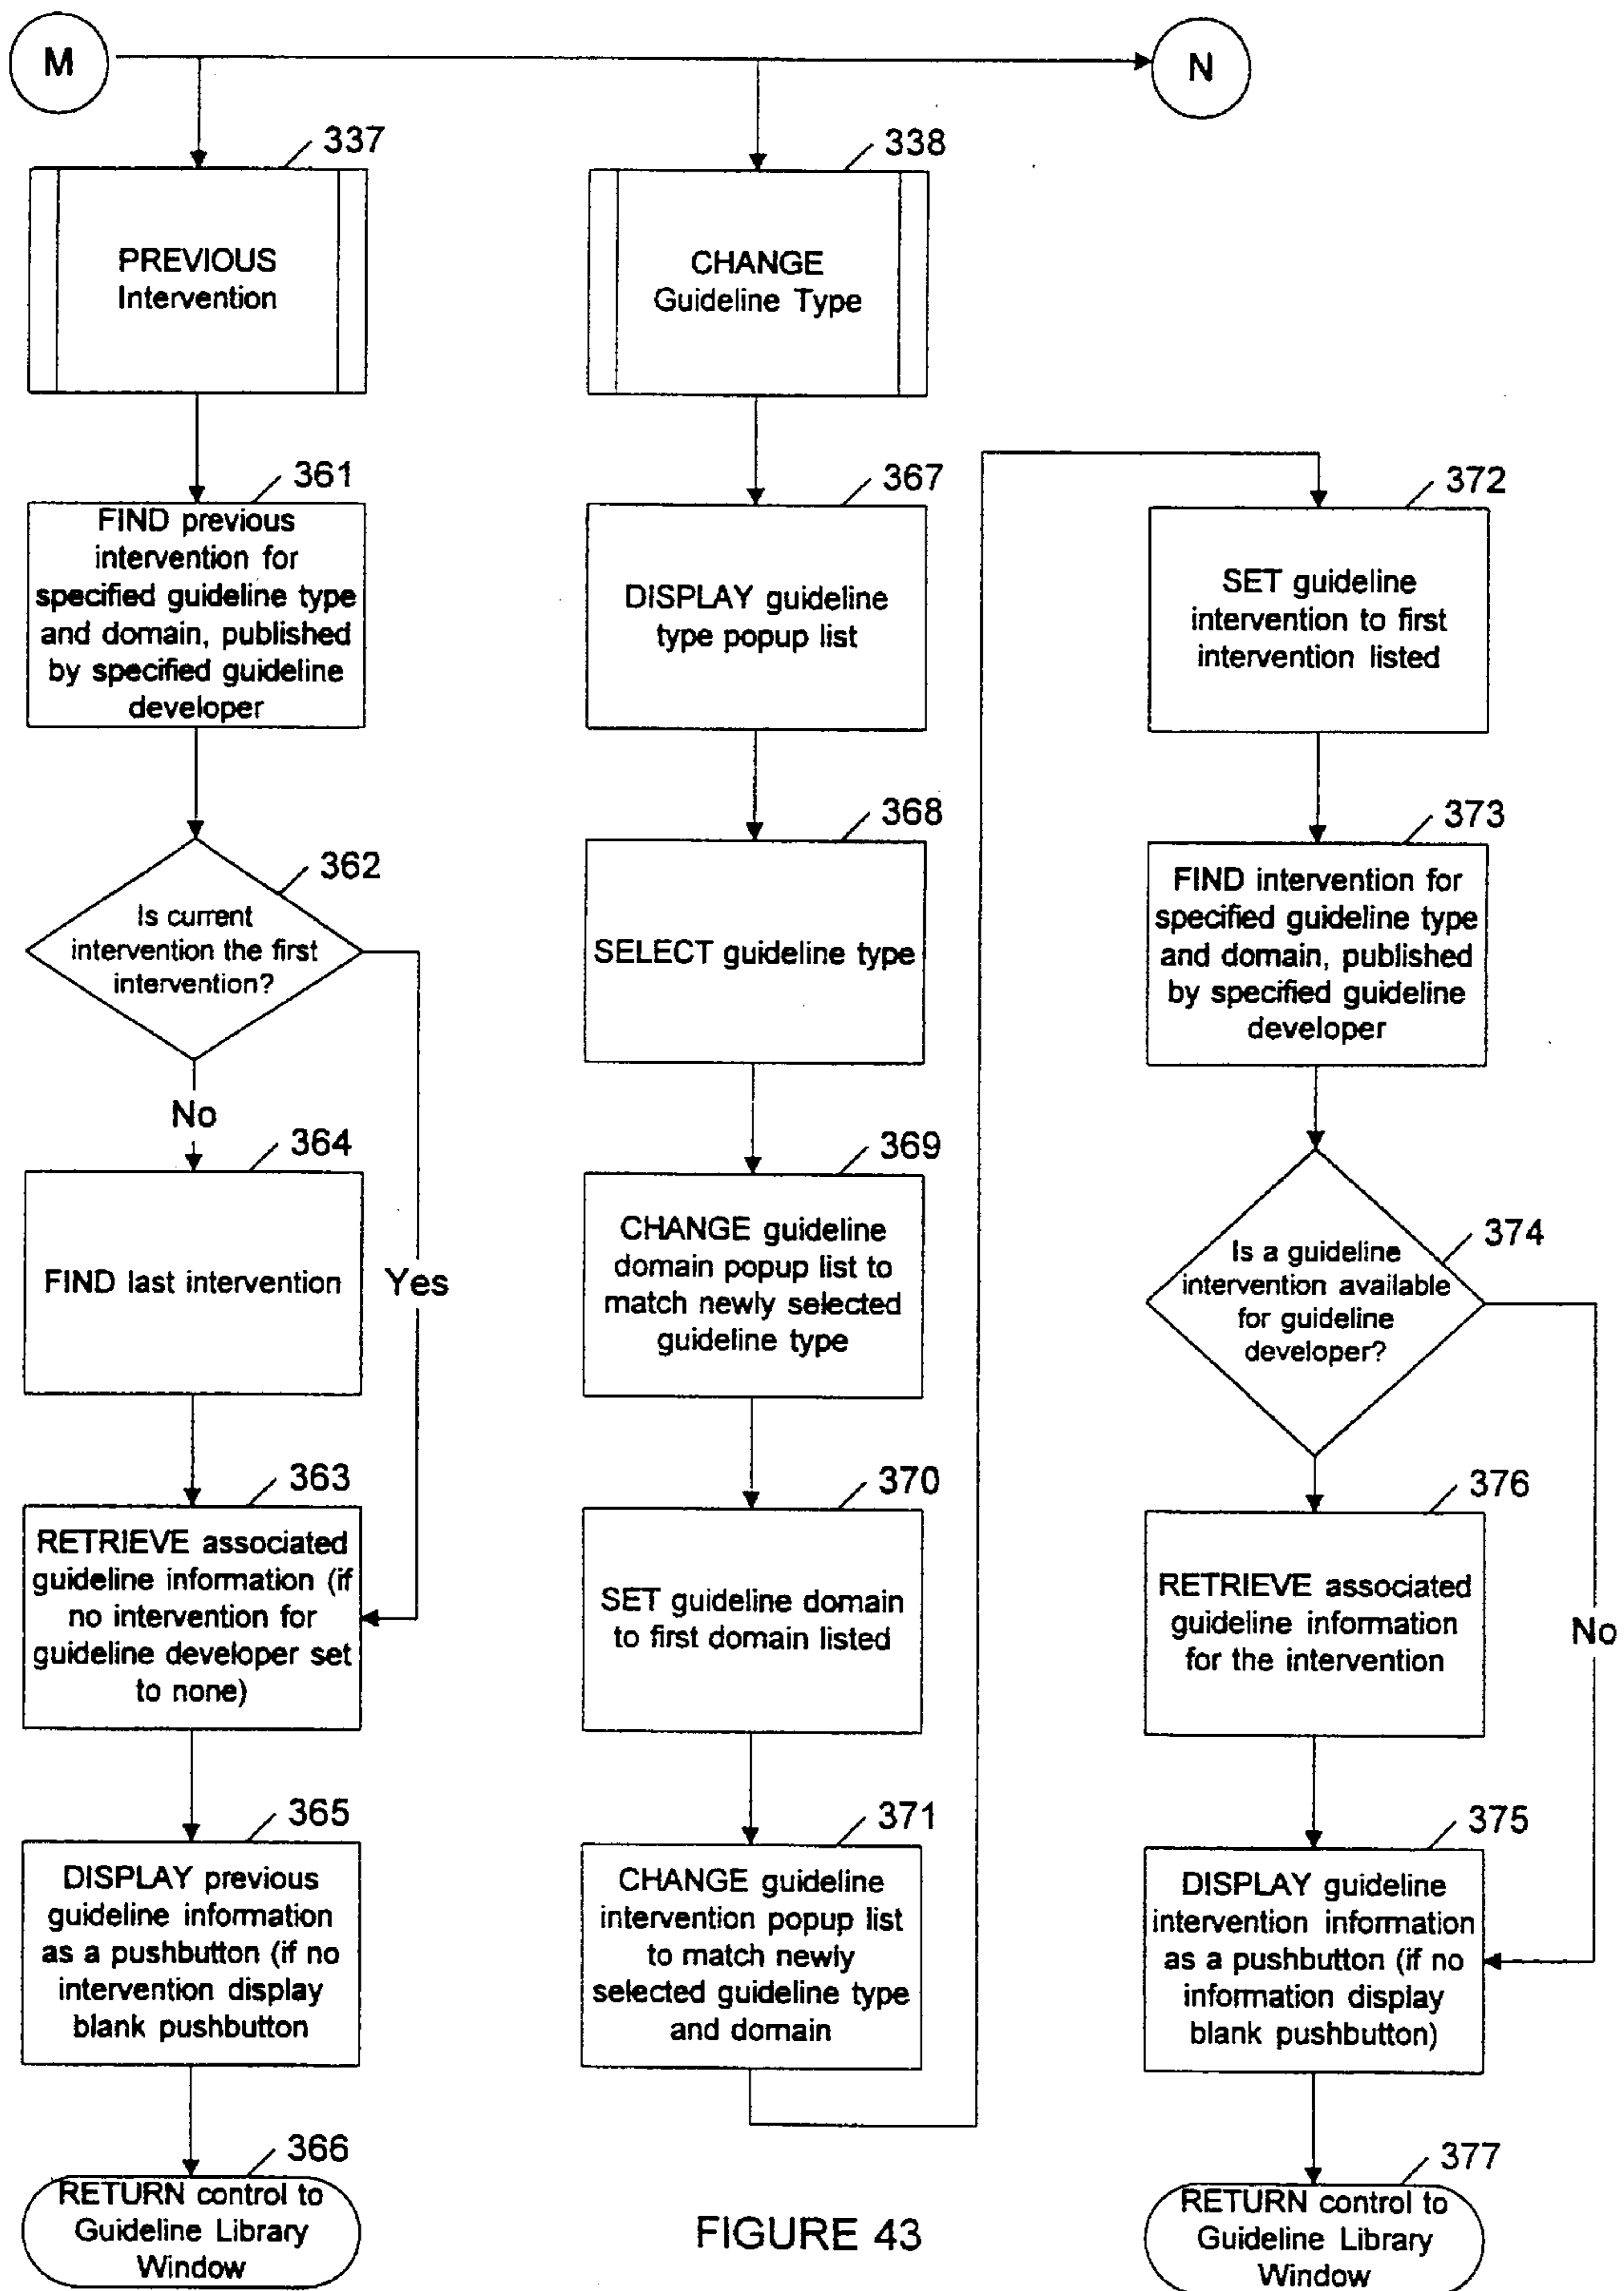 M
N
337
PREVIOUS
Intervention
361
FIND previous
intervention for
specified guideline type
and domain, published
by specified guideline
developer
362
Is current
intervention the first
intervention?
No
Yes
364
FIND last intervention
363
RETRIEVE associated
guideline information (if
no intervention for
guideline developer set
to none)
365
DISPLAY previous
guideline information
as a pushbutton (if no
intervention display
blank pushbutton
366
RETURN control to
Guideline Library
Window
338
CHANGE
Guideline Type
367
DISPLAY guideline
type popup list
368
SELECT guideline type
369
CHANGE guideline
domain popup list to
match newly selected
guideline type
370
SET guideline domain
to first domain listed
371
CHANGE guideline
intervention popup list
to match newly
selected guideline type
and domain
372
SET guideline
intervention to first
intervention listed
373
FIND intervention for
specified guideline type
and domain, published
by specified guideline
developer
374
Is a guideline
intervention available
for guideline
developer?
No
376
RETRIEVE associated
guideline information
for the intervention
375
DISPLAY guideline
intervention information
as a pushbutton (if no
information display
blank pushbutton)
377
RETURN control to
Guideline Library
Window
FIGURE 43